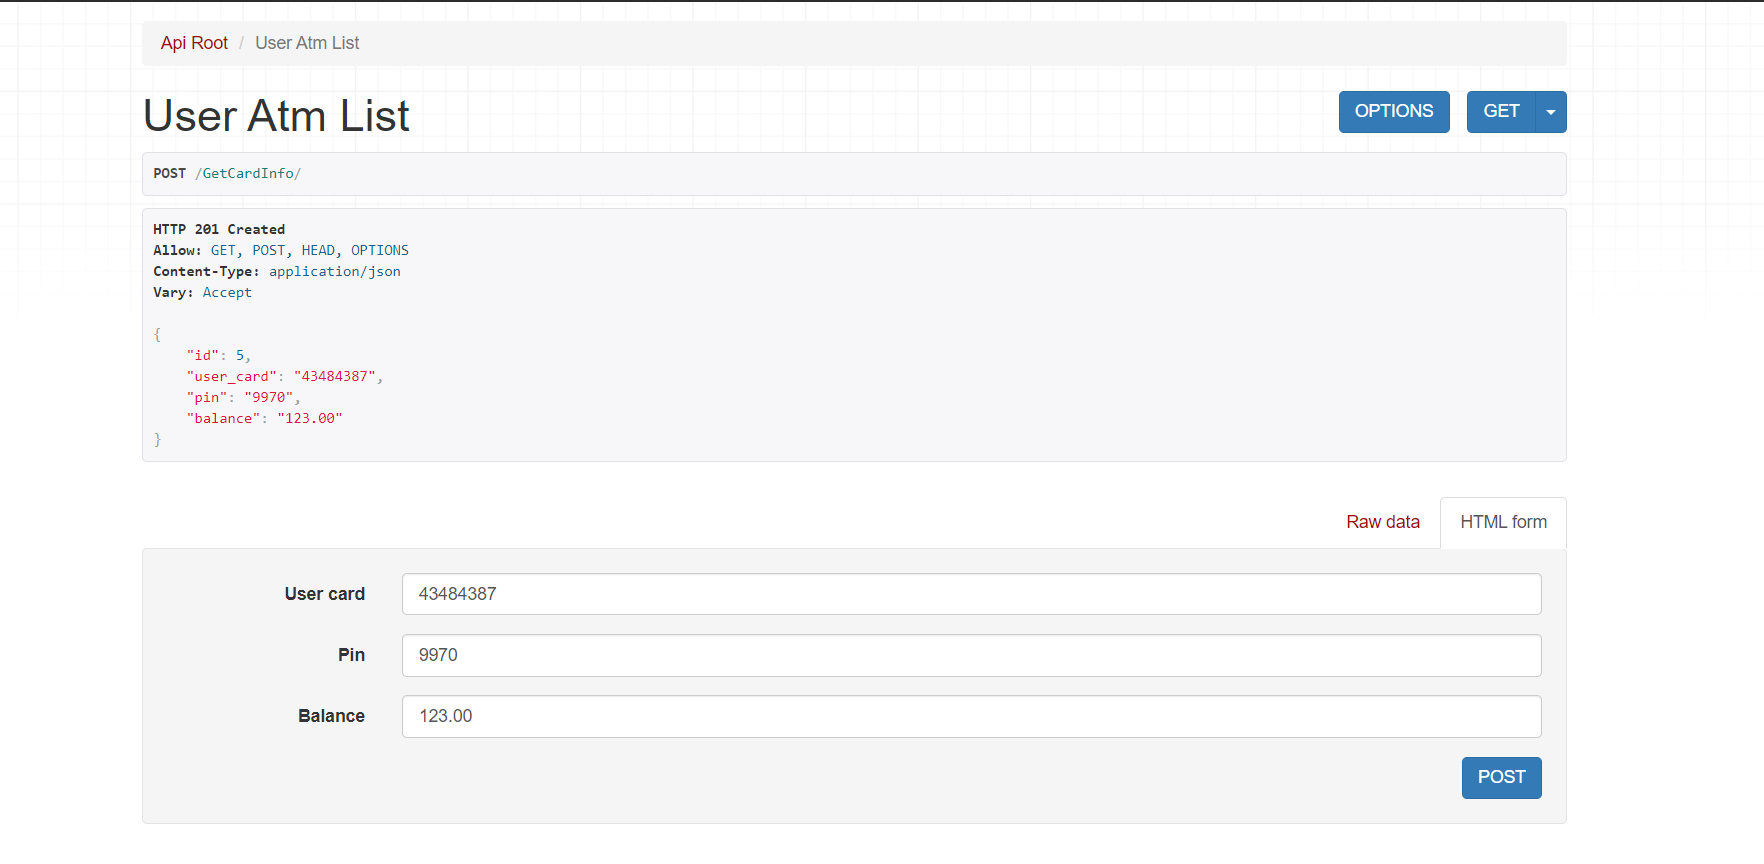 Api Root / User Atm List
User Atm List
OPTIONS GET
POST /GetCardInfo/
HTTP 201 Created
Allow: GET, POST, HEAD, OPTIONS
Content-Type: application/json
Vary: Accept
{
    "id": 5,
    "user_card": "43484387",
    "pin": "9970",
    "balance": "123.00"
}
Raw data HTML form
User card 43484387
Pin 9970
Balance 123.00
POST